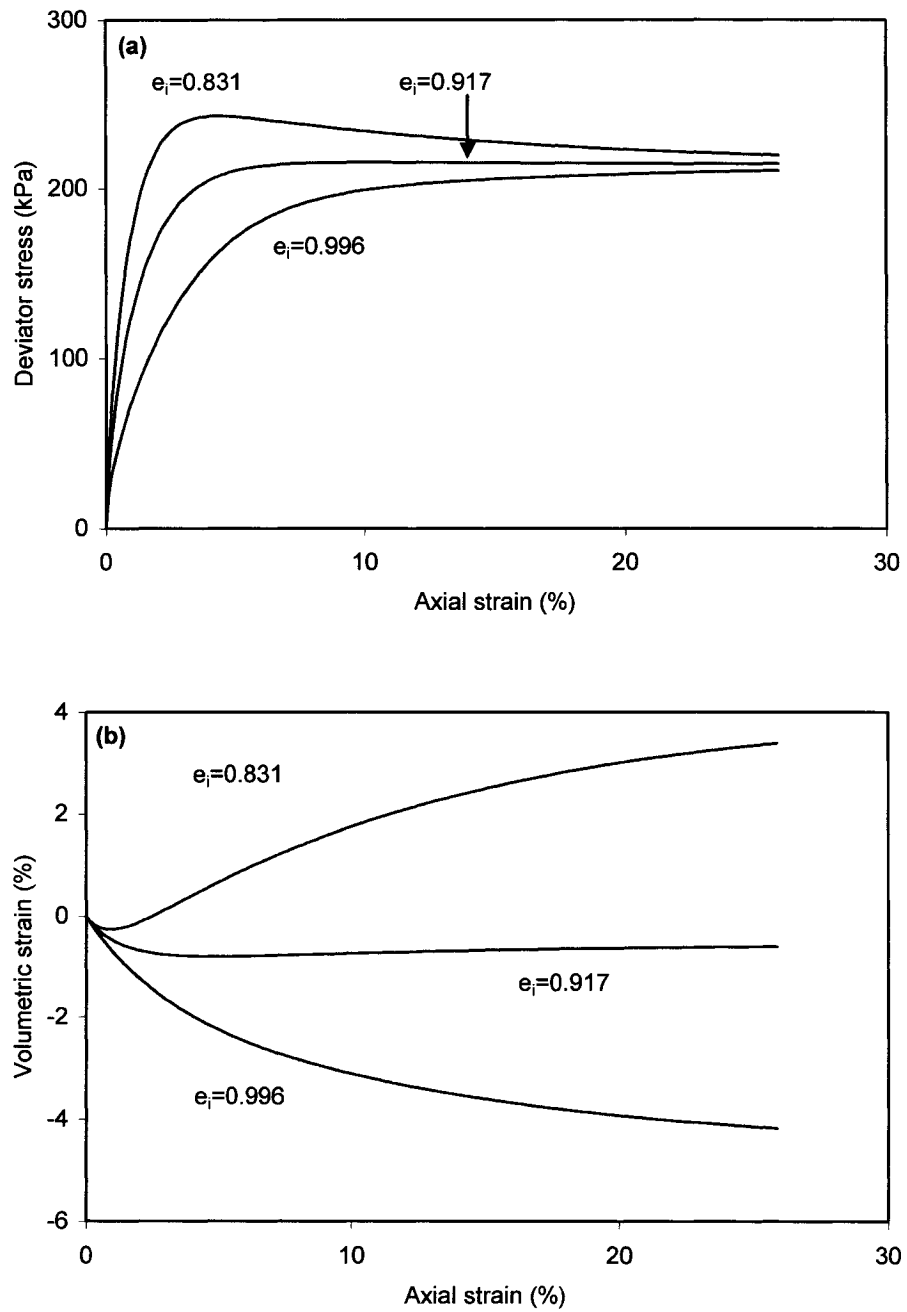 300
(a)
ei=0.831
ei=0.917
200
ei=0.996
100
0
0
10
20
30
Deviator stress (kPa)
Axial strain (%)
4
(b)
ei=0.831
2
0
ei=0.917
-2
ei=0.996
-4
-6
0
10
20
30
Volumetric strain (%)
Axial strain (%)